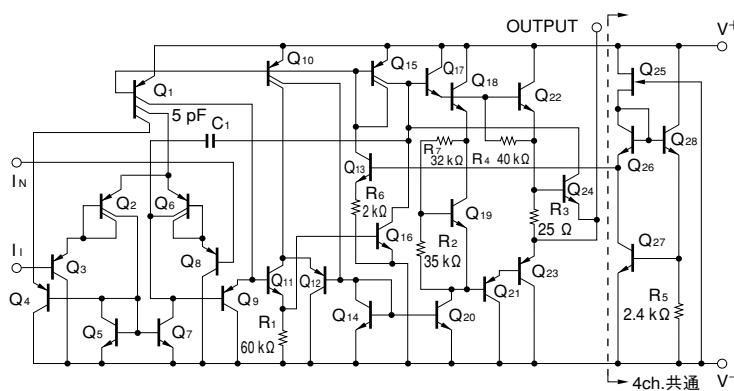 OUTPUT
V+
Q10
Q15
Q17
Q18
Q25
Q1
Q22
5 pF
C1
Q28
R7
32 kΩ
R4
40 kΩ
Q26
Q13
IN
R6
2 kΩ
Q24
R3
25 Ω
Q2
Q6
Q19
II
Q16
R2
35 kΩ
Q27
Q3
Q8
Q23
Q4
Q9
Q11
Q12
Q21
R5
2.4 kΩ
Q5
Q7
R1
60 kΩ
Q14
Q20
4ch.共通
V−